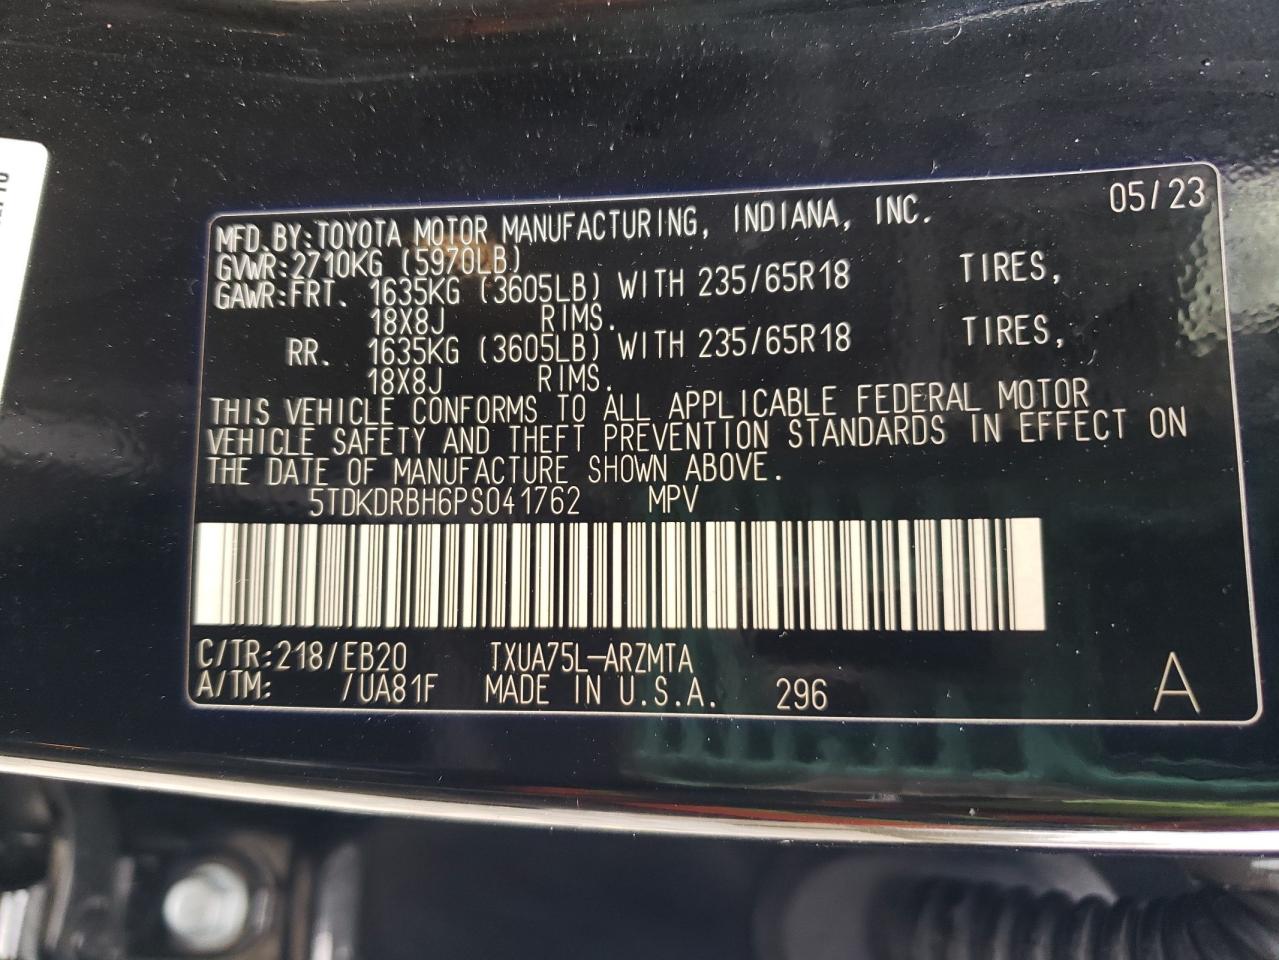 05/23
MFD.BY:TOYOTA MOTOR MANUFACTURING, INDIANA, INC.
GVWR:2710KG (5970LB)
GAWR:FRT. 1635KG (3605LB) WITH 235/65R18 TIRES,
18X8J RIMS.
RR. 1635KG (3605LB) WITH 235/65R18 TIRES,
18X8J RIMS.
THIS VEHICLE CONFORMS TO ALL APPLICABLE FEDERAL MOTOR
VEHICLE SAFETY AND THEFT PREVENTION STANDARDS IN EFFECT ON
THE DATE OF MANUFACTURE SHOWN ABOVE.
5TDKDRBH6PS041762 MPV
C/TR:218/EB20 TXUA75L-ARZMTA
A/TM: /UA81F MADE IN U.S.A. 296 A